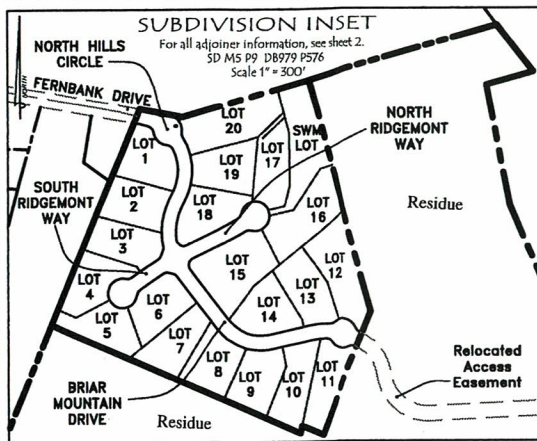 SUBDIVISION INSET
For all adjoiner information, see sheet 2.
SD M5 P9 DB979 P576
Scale 1" = 300'
NORTH HILLS
CIRCLE
NORTH
FERNBANK DRIVE
LOT
20
SWM
LOT
NORTH
RIDGEMONT
WAY
LOT
1
LOT
19
LOT
17
SOUTH
RIDGEMONT
WAY
LOT
2
LOT
18
LOT
16
Residue
LOT
3
LOT
15
LOT
12
LOT
4
LOT
13
LOT
6
LOT
14
LOT
5
LOT
7
LOT
8
LOT
9
LOT
10
LOT
11
Relocated
Access
Easement
BRIAR
MOUNTAIN
DRIVE
Residue